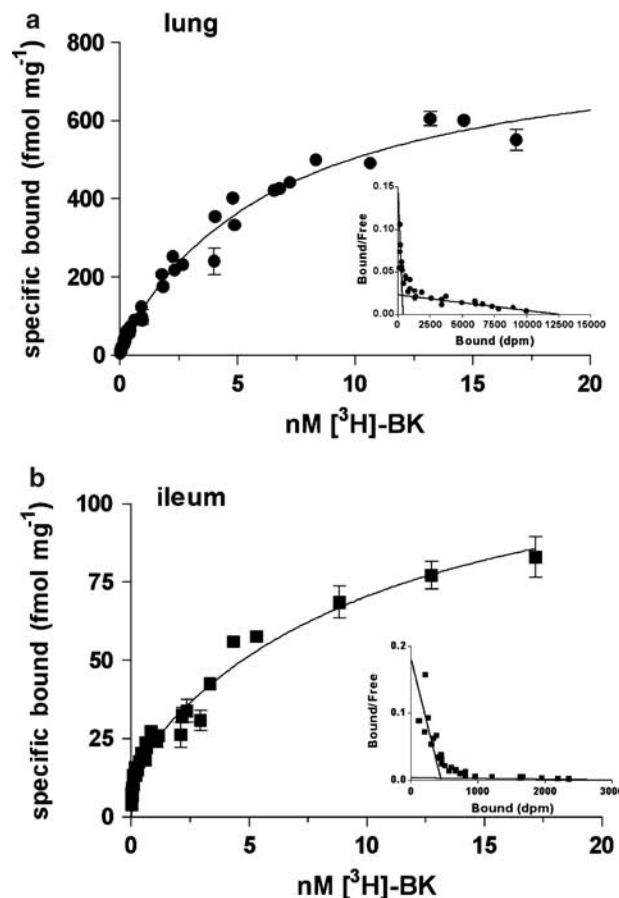 a lung
specific bound (fmol mg⁻¹)
800
600
400
200
0
0 5 10 15 20
nM [³H]-BK
Bound/Free
0.15
0.10
0.05
0.00
0 2500 5000 7500 10000 12500 15000
Bound (dpm)
b ileum
specific bound (fmol mg⁻¹)
100
75
50
25
0
0 5 10 15 20
nM [³H]-BK
Bound/Free
0.2
0.1
0.0
0 1000 2000 3000
Bound (dpm)